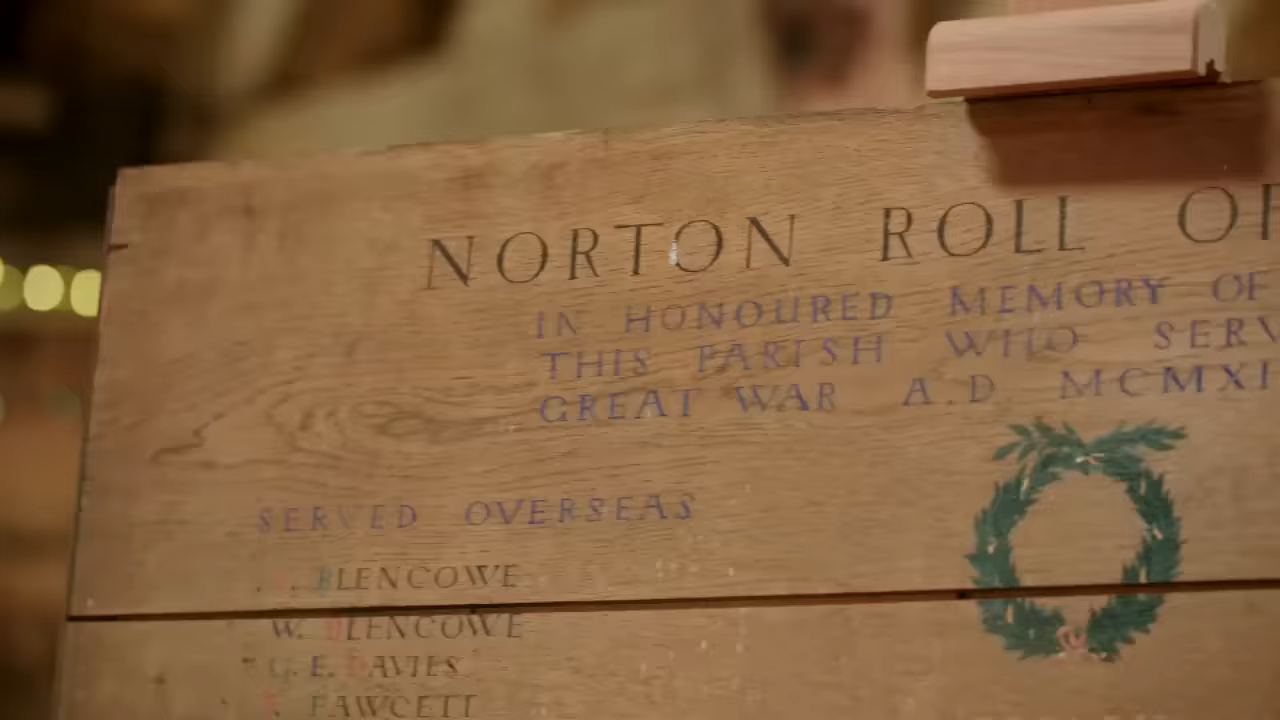 NORTON ROLL OF
IN HONOURED MEMORY OF
THIS PARISH WHO SERV
GREAT WAR A.D MCMXI
SERVED OVERSEAS
BLENCOWE
W. BLENCOWE
G. E. DAVIES
FAWCETT